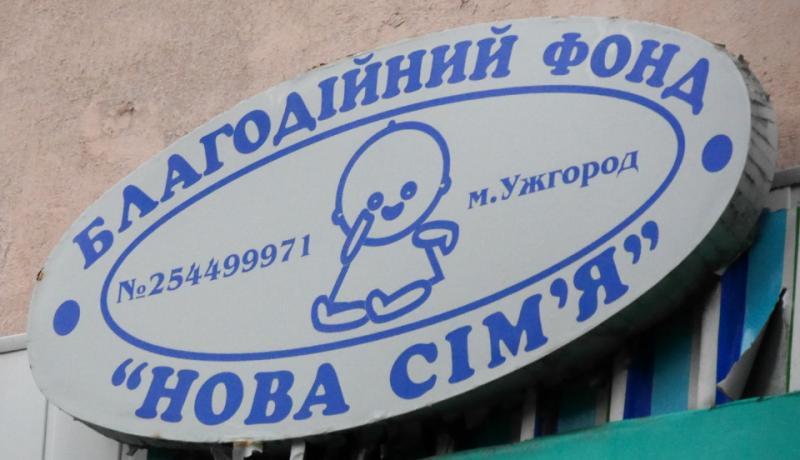 БЛАГОДІЙНИЙ ФОНД
№254499971
м.Ужгород
“НОВА СІМ’Я”